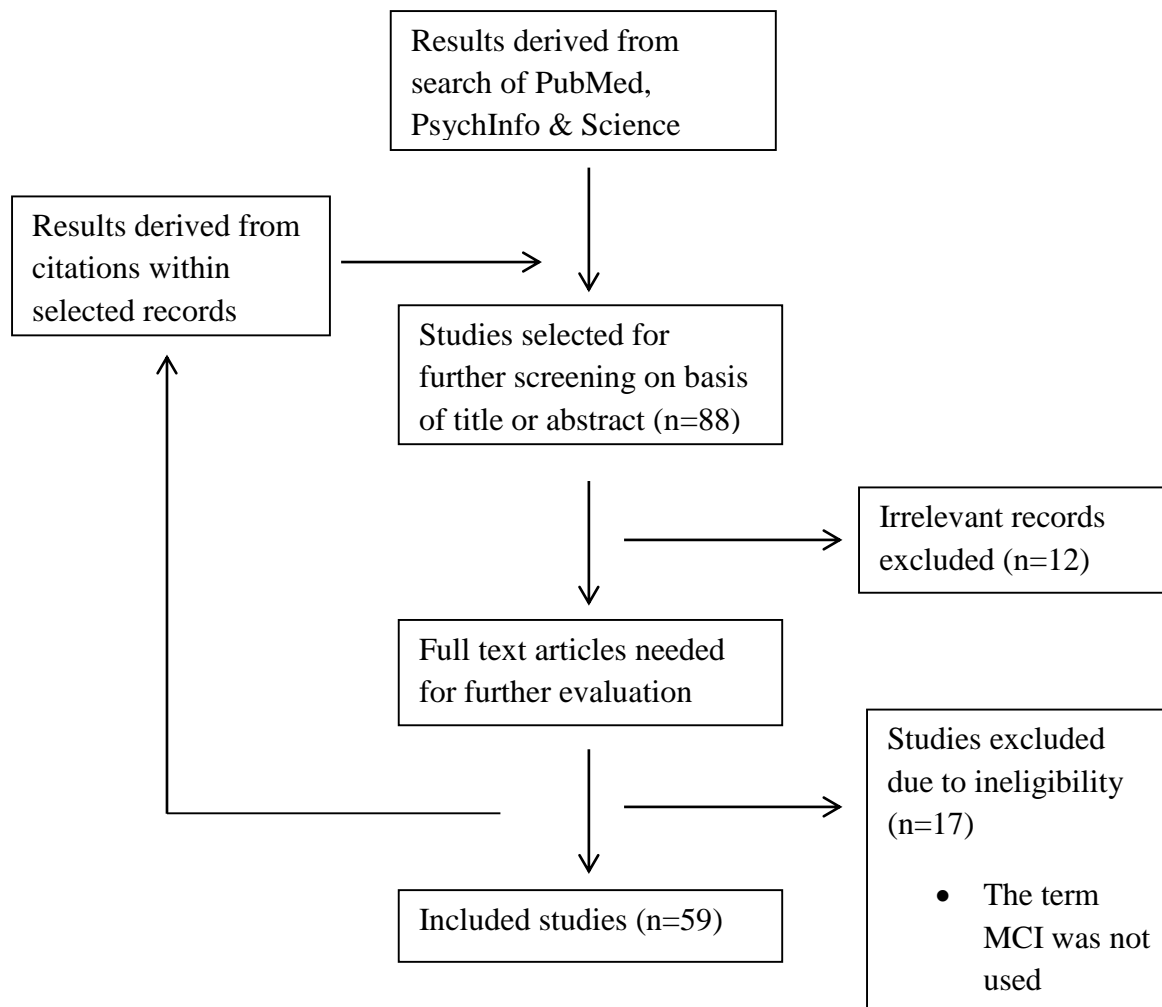 Results derived from
search of PubMed,
PsychInfo & Science
Results derived from
citations within
selected records
Studies selected for
further screening on basis
of title or abstract (n=88)
Irrelevant records
excluded (n=12)
Full text articles needed
for further evaluation
Studies excluded
due to ineligibility
(n=17)
• The term
MCI was not
used
Included studies (n=59)